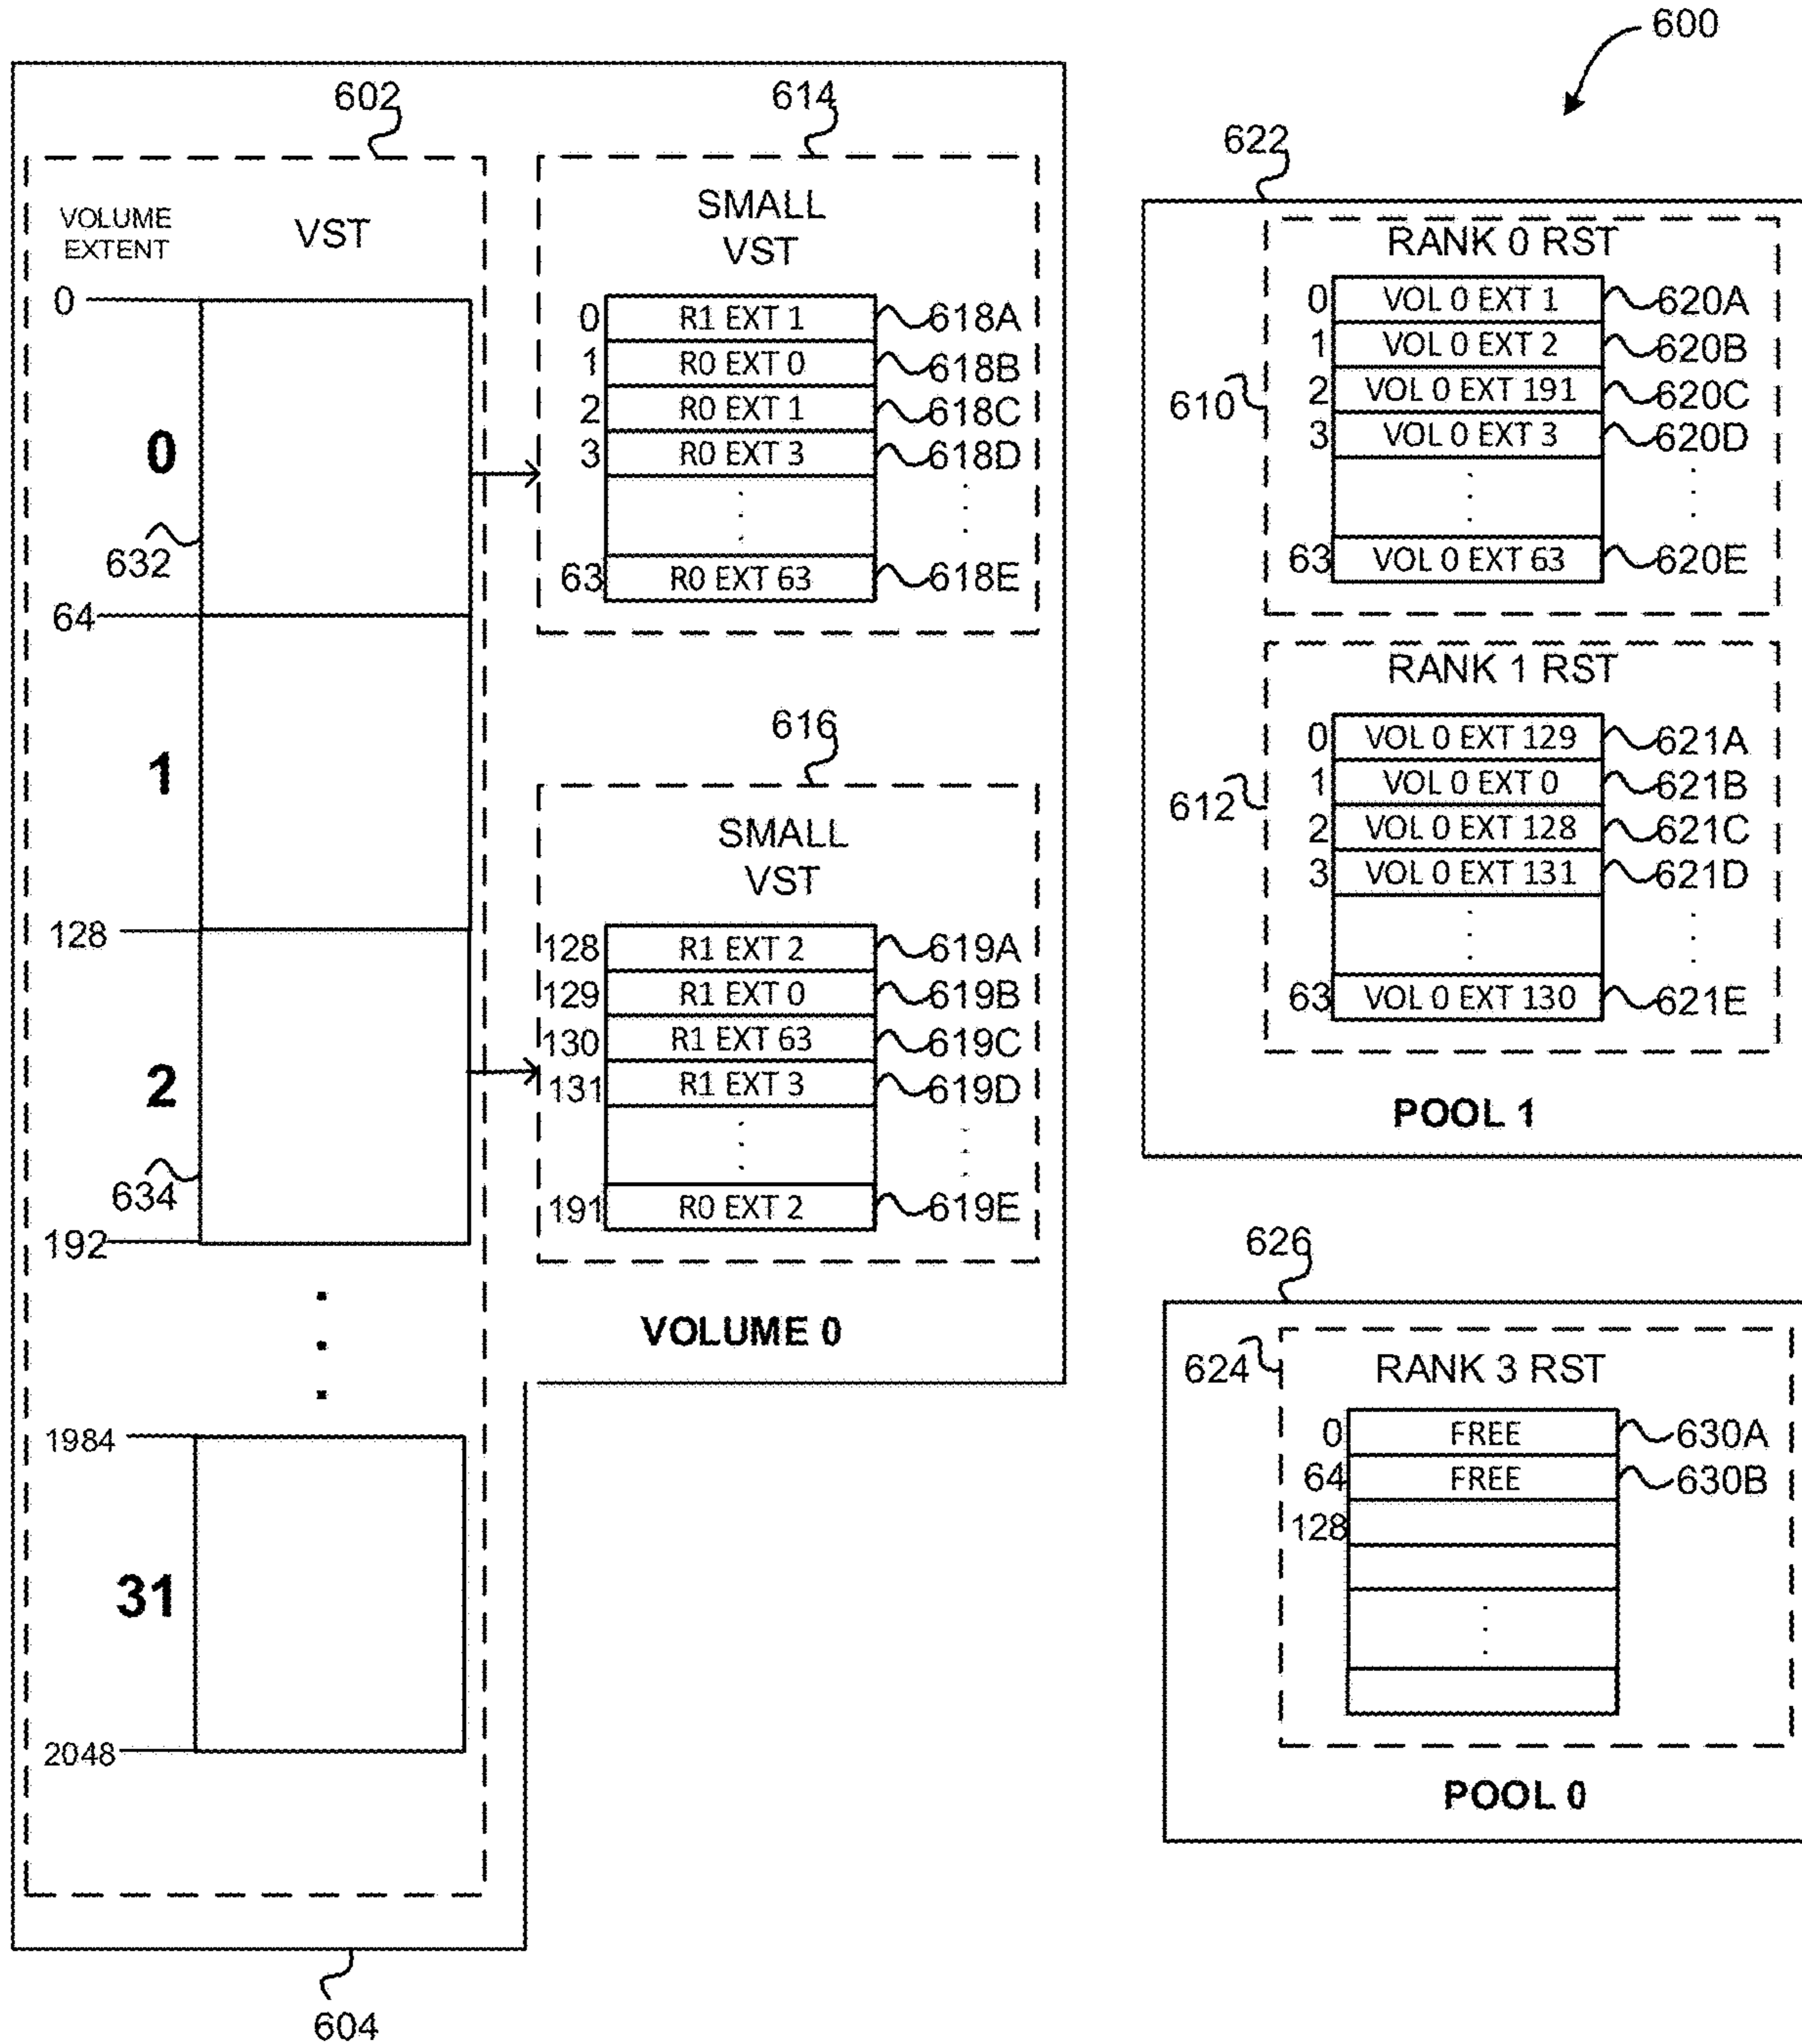 600
602
614
622
VOLUME
EXTENT
VST
SMALL
VST
0
0
632
64
1
128
2
634
192
1984
31
2048
604
0 R1 EXT 1 618A
1 R0 EXT 0 618B
2 R0 EXT 1 618C
3 R0 EXT 3 618D
63 R0 EXT 63 618E
616
SMALL
VST
128 R1 EXT 2 619A
129 R1 EXT 0 619B
130 R1 EXT 63 619C
131 R1 EXT 3 619D
191 R0 EXT 2 619E
VOLUME 0
RANK 0 RST
610
0 VOL 0 EXT 1 620A
1 VOL 0 EXT 2 620B
2 VOL 0 EXT 191 620C
3 VOL 0 EXT 3 620D
63 VOL 0 EXT 63 620E
RANK 1 RST
612
0 VOL 0 EXT 129 621A
1 VOL 0 EXT 0 621B
2 VOL 0 EXT 128 621C
3 VOL 0 EXT 131 621D
63 VOL 0 EXT 130 621E
POOL 1
626
624
RANK 3 RST
0 FREE 630A
64 FREE 630B
128
POOL 0